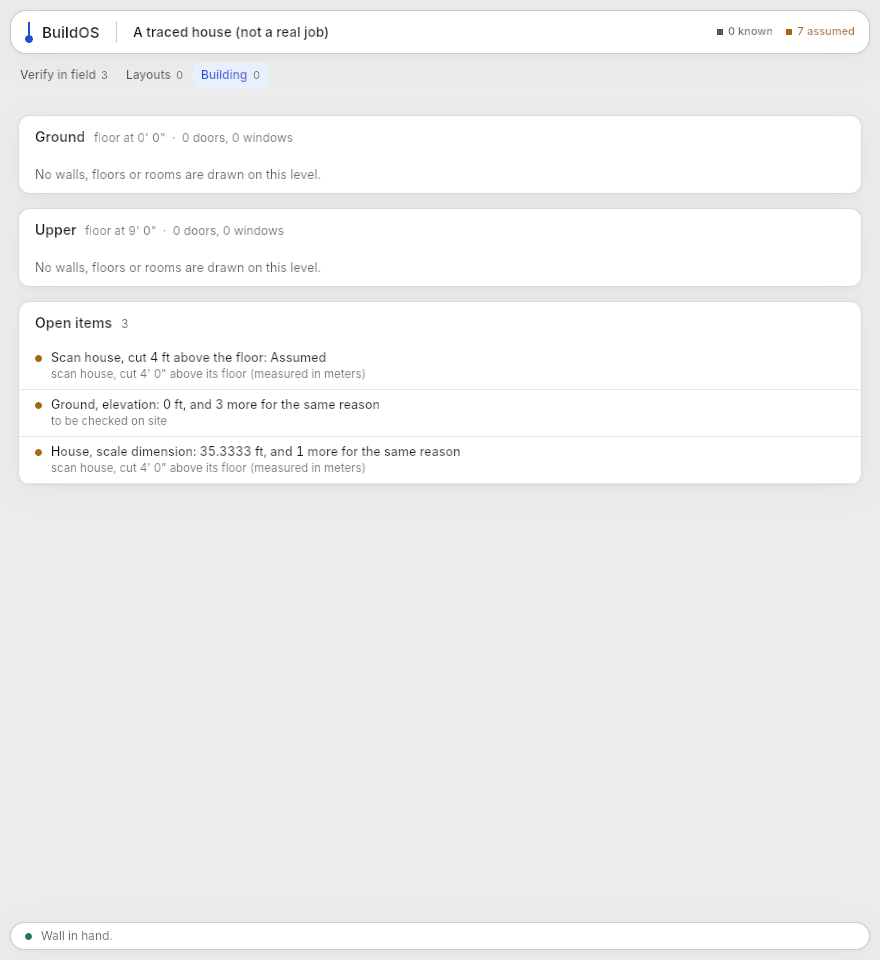 BuildOS
A traced house (not a real job)
0 known
7 assumed
Verify in field 3
Layouts 0
Building 0
Ground floor at 0' 0" · 0 doors, 0 windows
No walls, floors or rooms are drawn on this level.
Upper floor at 9' 0" · 0 doors, 0 windows
No walls, floors or rooms are drawn on this level.
Open items 3
Scan house, cut 4 ft above the floor: Assumed
scan house, cut 4' 0" above its floor (measured in meters)
Ground, elevation: 0 ft, and 3 more for the same reason
to be checked on site
House, scale dimension: 35.3333 ft, and 1 more for the same reason
scan house, cut 4' 0" above its floor (measured in meters)
Wall in hand.